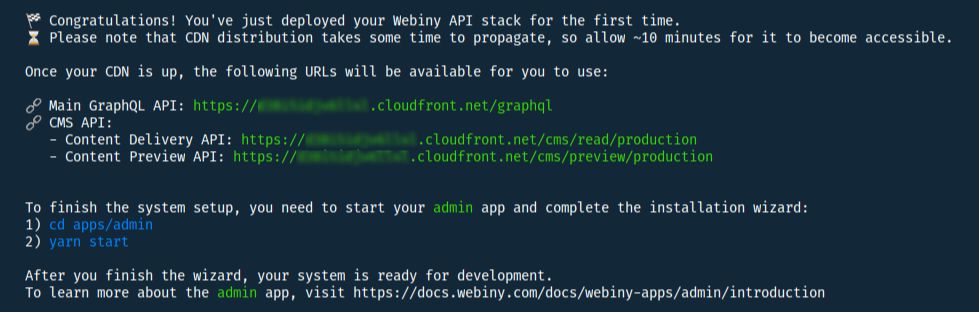 Congratulations! You've just deployed your Webiny API stack for the first time.
Please note that CDN distribution takes some time to propagate, so allow ~10 minutes for it to become accessible.
Once your CDN is up, the following URLs will be available for you to use:
Main GraphQL API: https://.cloudfront.net/graphql
CMS API:
- Content Delivery API: https://.cloudfront.net/cms/read/production
- Content Preview API: https://.cloudfront.net/cms/preview/production
To finish the system setup, you need to start your admin app and complete the installation wizard:
1) cd apps/admin
2) yarn start
After you finish the wizard, your system is ready for development.
To learn more about the admin app, visit https://docs.webiny.com/docs/webiny-apps/admin/introduction